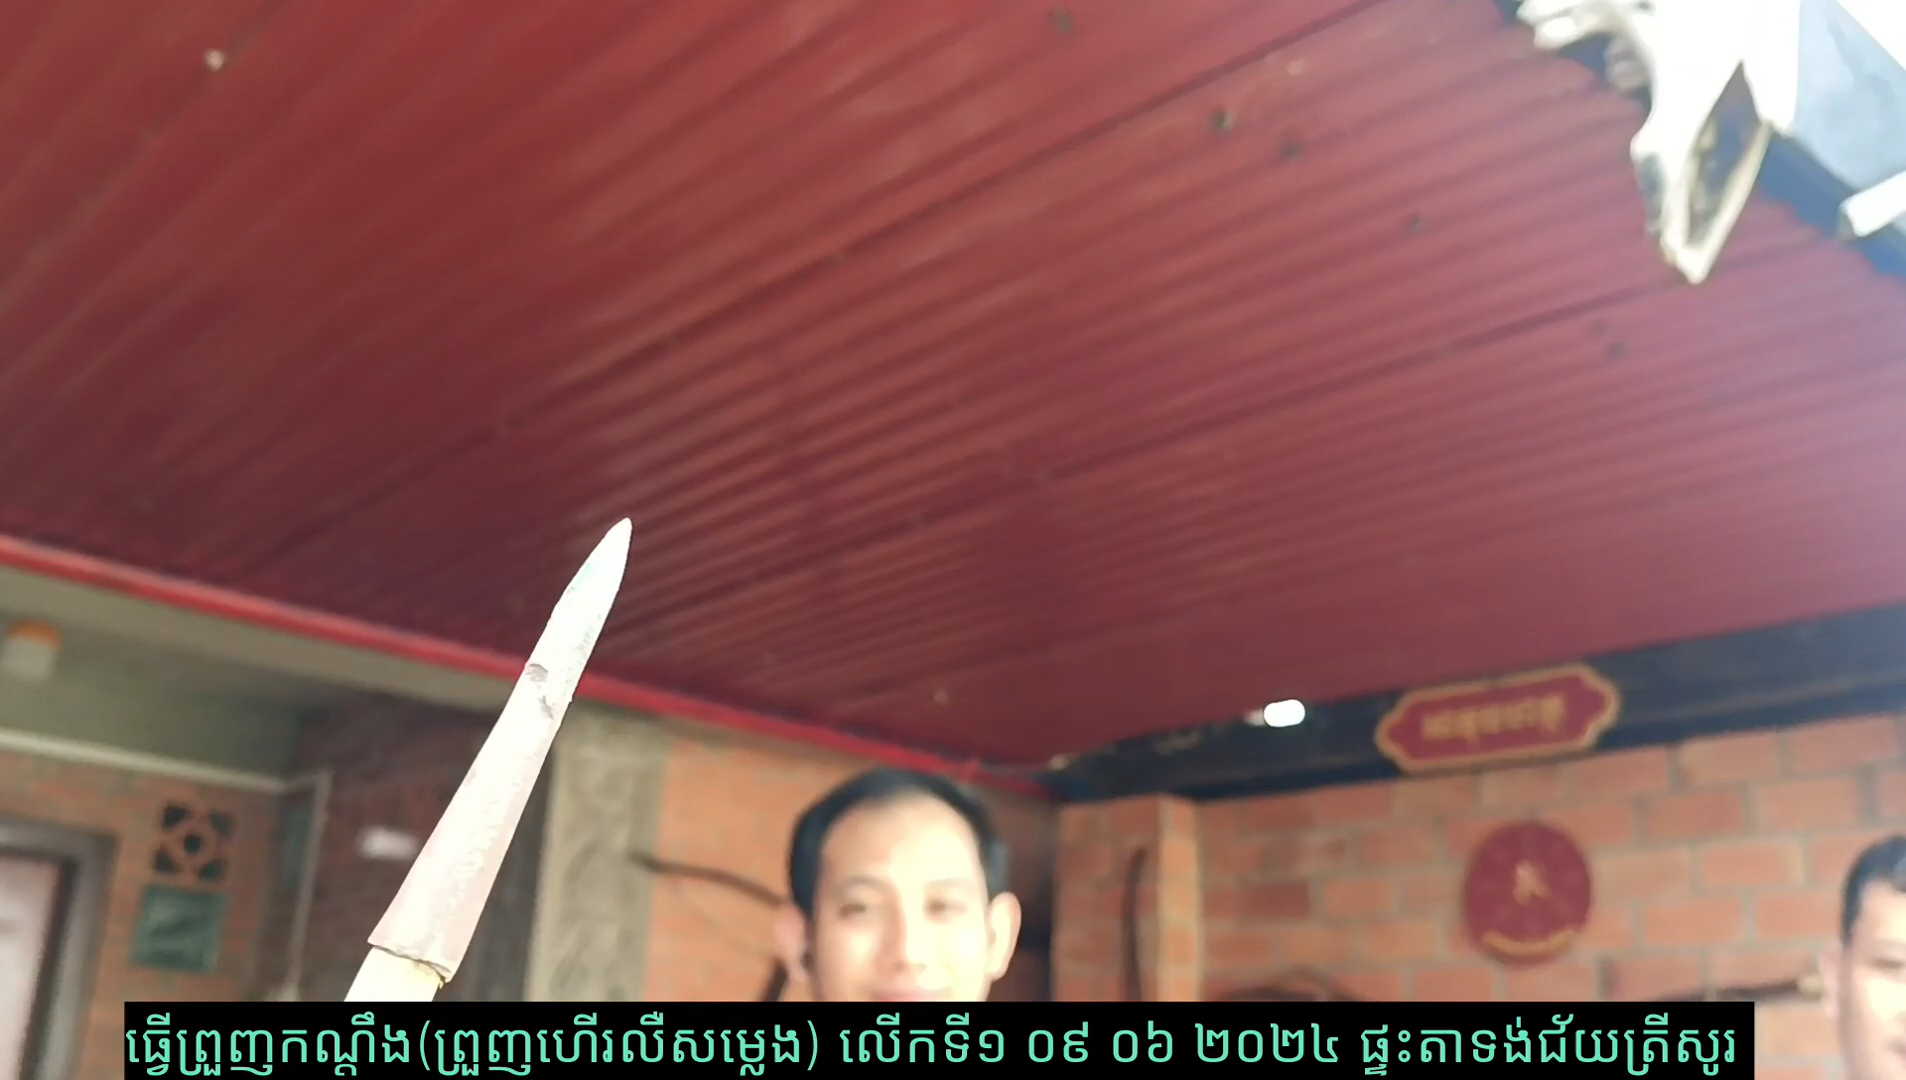 ធ្វើព្រួញកណ្ដឹង(ព្រួញហើរលឺសម្លេង) លើកទី១ ០៩ ០៦ ២០២៤ ផ្ទះតាទង់ជ័យត្រីសូរ